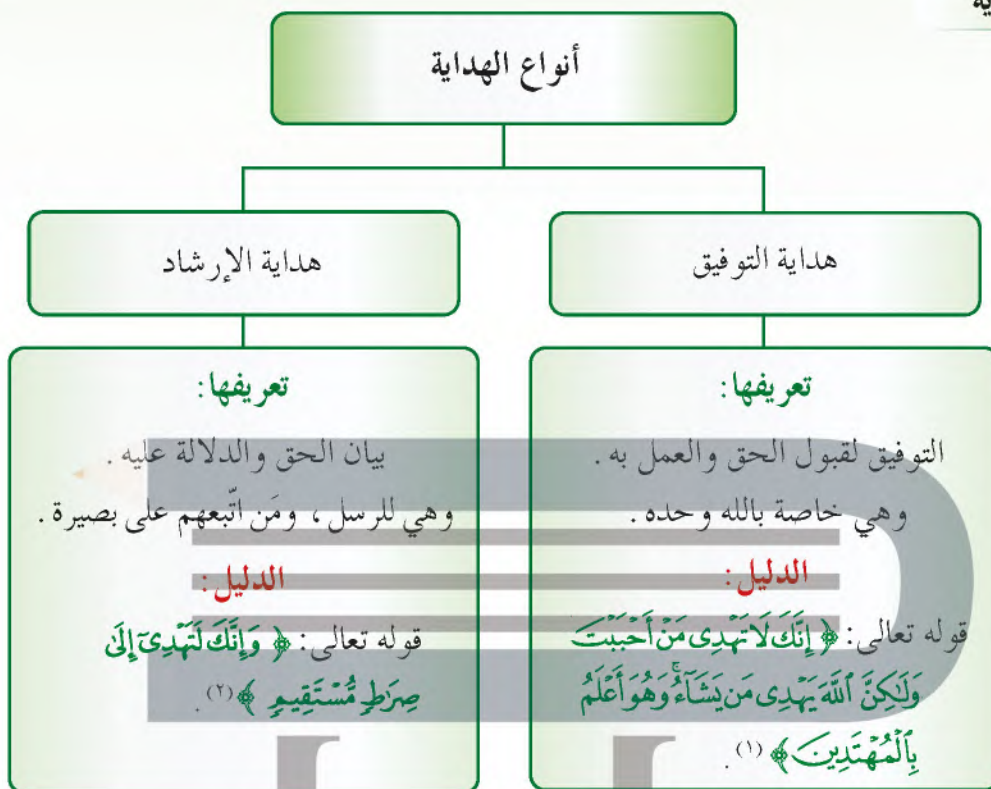 أنواع الهداية
هداية التوفيق
تعريفها:
التوفيق لقبول الحق والعمل به .
وهي خاصة بالله وحده .
الدليل:
قوله تعالى: ﴿ إِنَّكَ لَا تَهْدِى مَنْ أَحْبَبْتَ
وَلَٰكِنَّ ٱللَّهَ يَهْدِى مَن يَشَآءُ ۚ وَهُوَ أَعْلَمُ
بِٱلْمُهْتَدِينَ ﴾ (١) .
هداية الإرشاد
تعريفها:
بيان الحق والدلالة عليه .
وهي للرسل ، ومَن اتّبعهم على بصيرة .
الدليل:
قوله تعالى: ﴿ وَإِنَّكَ لَتَهْدِىٓ إِلَىٰ
صِرَٰطٍ مُّسْتَقِيمٍ ﴾ (٢) .